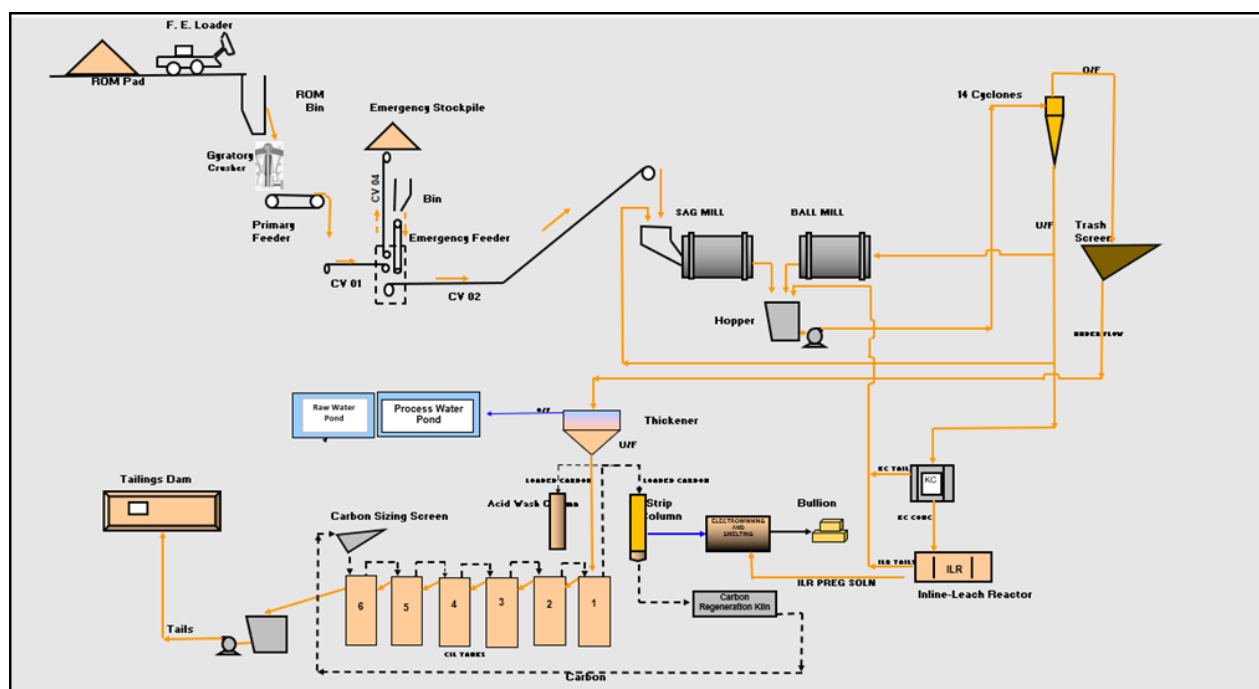 F. E. Loader
ROM Pad
ROM
Bin
Emergency Stockpile
14 Cyclones
O/F
Gyratory
Crusher
CV 04
Bin
Primary
Feeder
Emergency Feeder
CV 01
CV 02
SAG MILL
BALL MILL
U/F
Trash
Screen
Hopper
UNDERFLOW
Raw Water
Pond
Process Water
Pond
O/F
Thickener
U/F
Tailings Dam
LOADED CARBON
LOADED CARBON
KC TAIL
KC
KC CONC
Carbon Sizing Screen
Acid Wash
Strip
Column
ELECTROWINNING
AND
SMELTING
Bullion
ILR TAILS
ILR
ILR PREG SOLN
Inline-Leach Reactor
6
5
4
3
2
1
Carbon
Regeneration Kiln
Tails
CIL TANKS
Carbon